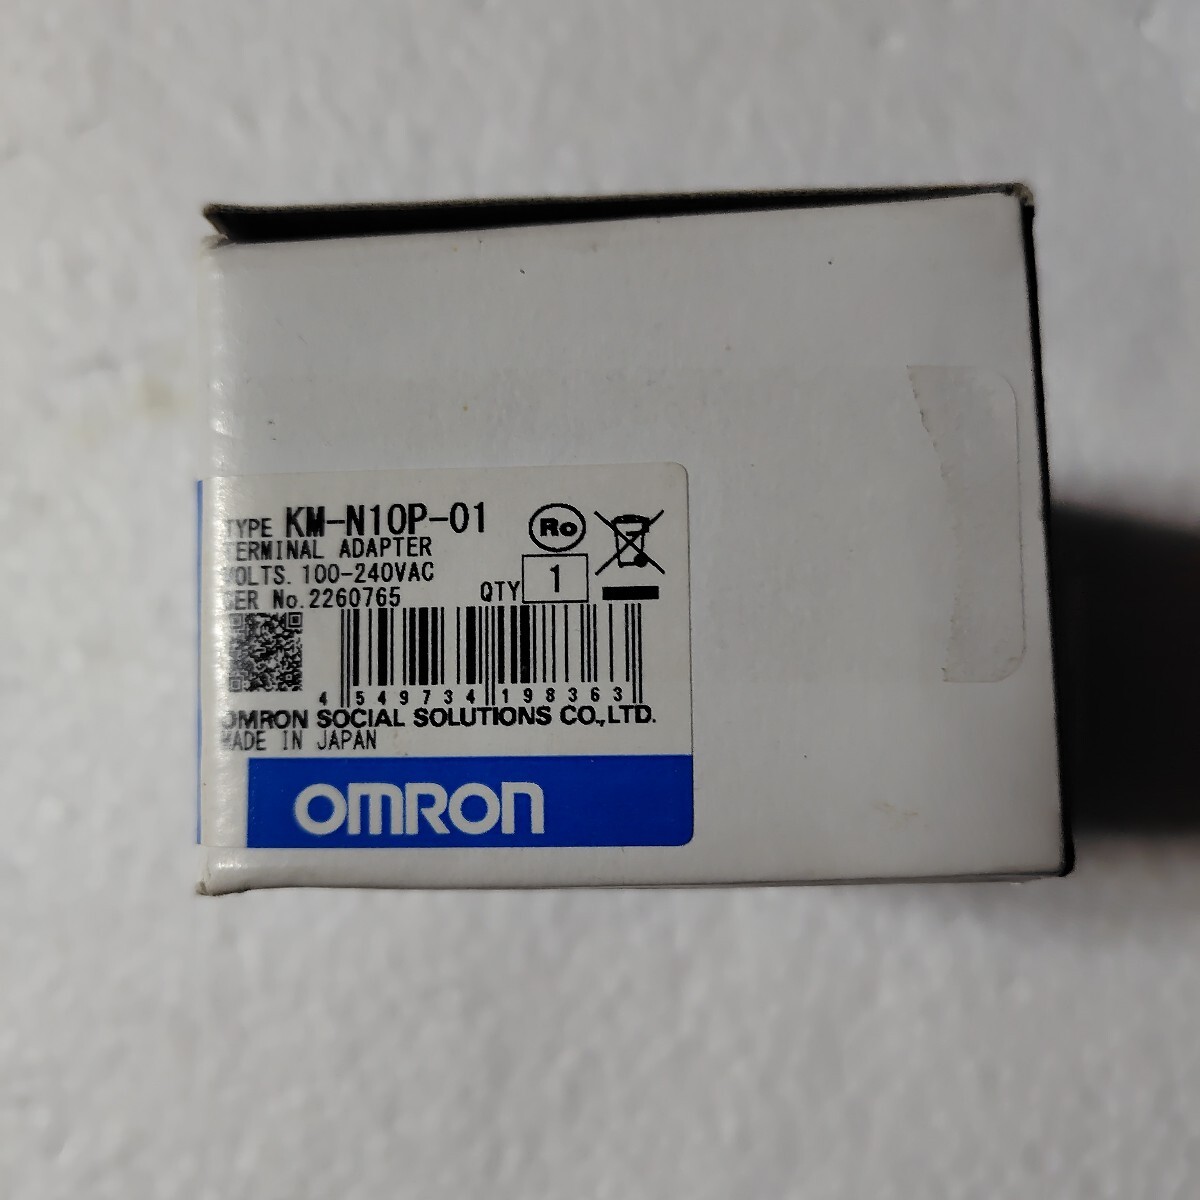 TYPE KM-N10P-01
Ro
TERMINAL ADAPTER
VOLTS. 100-240VAC
SER No.2260765
QTY 1
4 549734 198363
OMRON SOCIAL SOLUTIONS CO.,LTD.
MADE IN JAPAN
OMRON